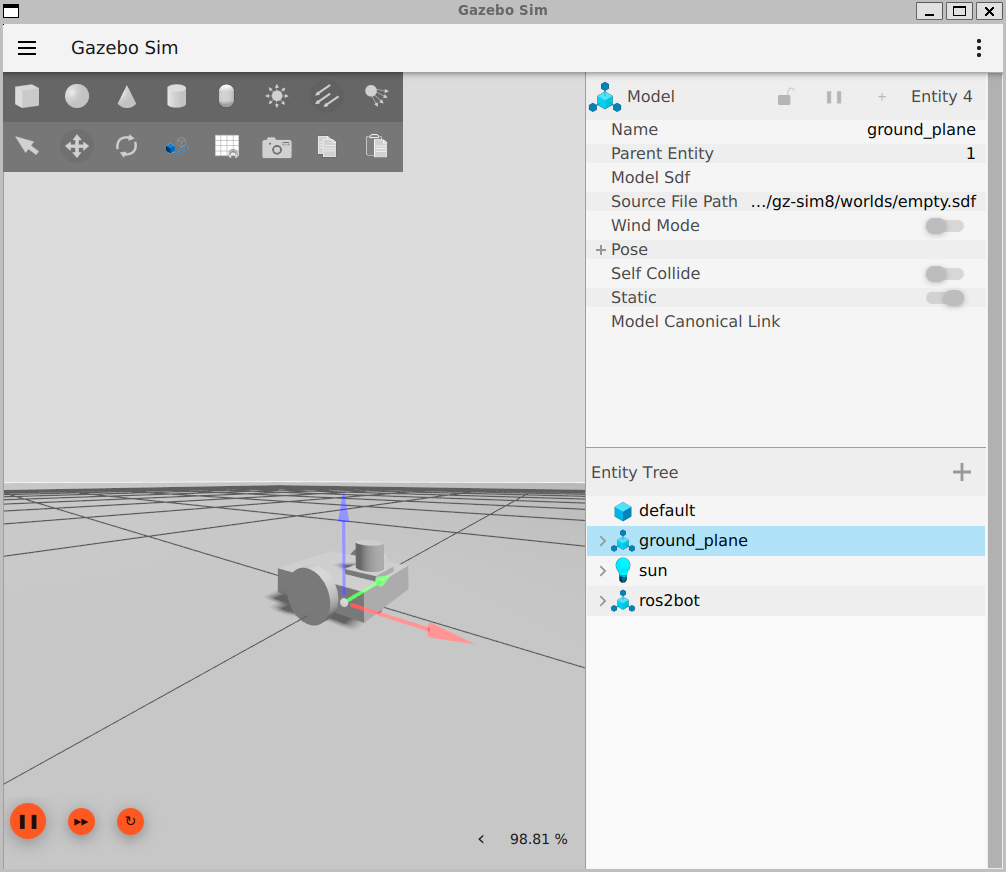 Gazebo Sim
Gazebo Sim
Model Entity 4
Name ground_plane
Parent Entity 1
Model Sdf
Source File Path .../gz-sim8/worlds/empty.sdf
Wind Mode
+ Pose
Self Collide
Static
Model Canonical Link
Entity Tree
default
ground_plane
sun
ros2bot
98.81 %